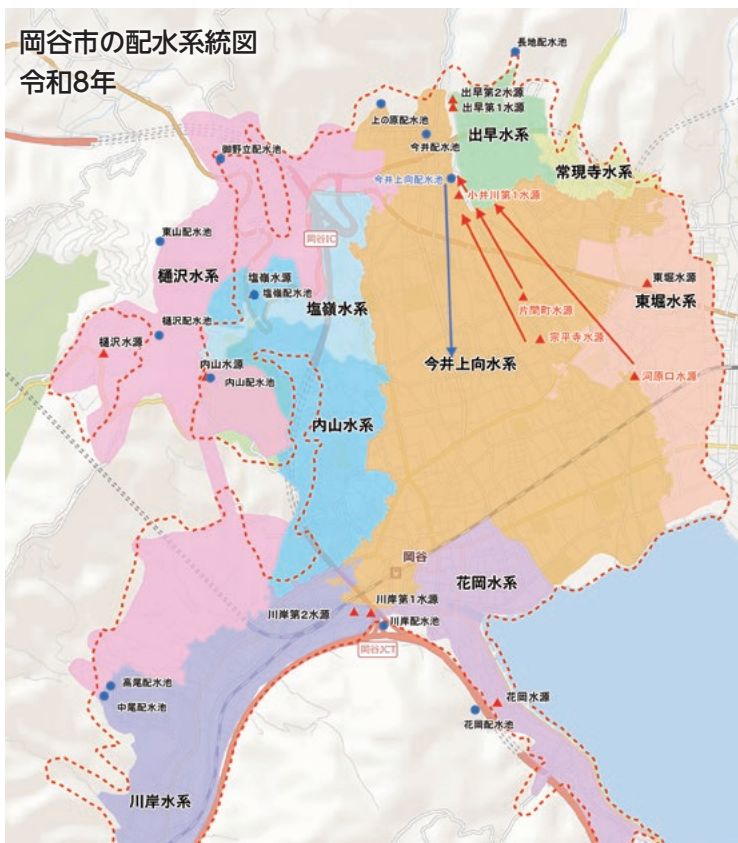 岡谷市の配水系統図
令和8年
長地配水池
出早第2水源
出早第1水源
上の原配水池
今井配水池
出早水系
御野立配水池
常現寺水系
今井上向配水池
小井川第1水源
岡谷IC
東山配水池
樋沢水系
塩嶺水源
塩嶺配水池
東堀水源
塩嶺水系
片間町水源
東堀水系
樋沢配水池
樋沢水源
宗平寺水源
今井上向水系
内山水源
内山配水池
河原口水源
内山水系
岡谷
花岡水系
川岸第1水源
川岸第2水源
川岸配水池
岡谷JCT
高尾配水池
中尾配水池
花岡水源
花岡配水池
川岸水系